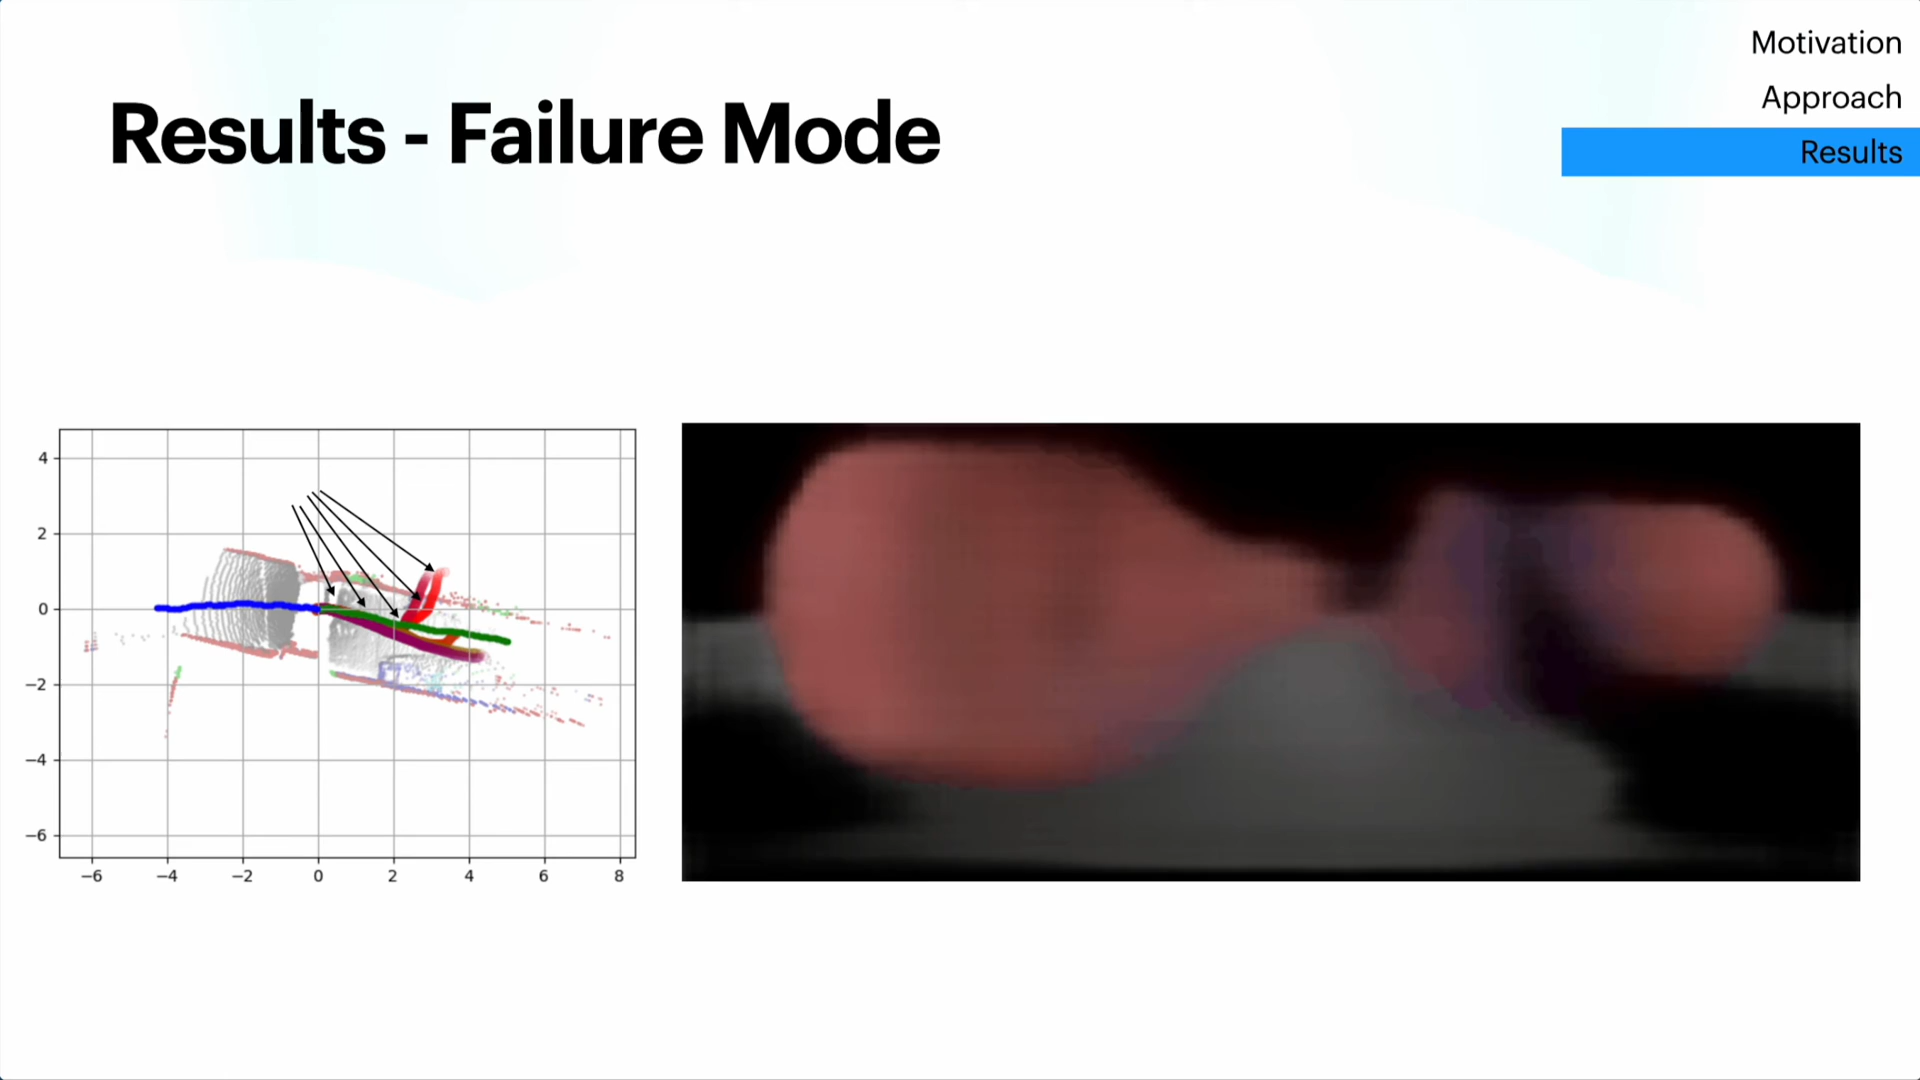 Motivation
Approach
Results
Results - Failure Mode
4
2
0
−2
−4
−6
−6 −4 −2 0 2 4 6 8